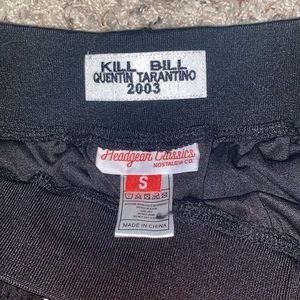 KILL BILL
QUENTIN TARANTINO
2003
Headgear Classics
NOSTALGIA CO.
S
MADE IN CHINA